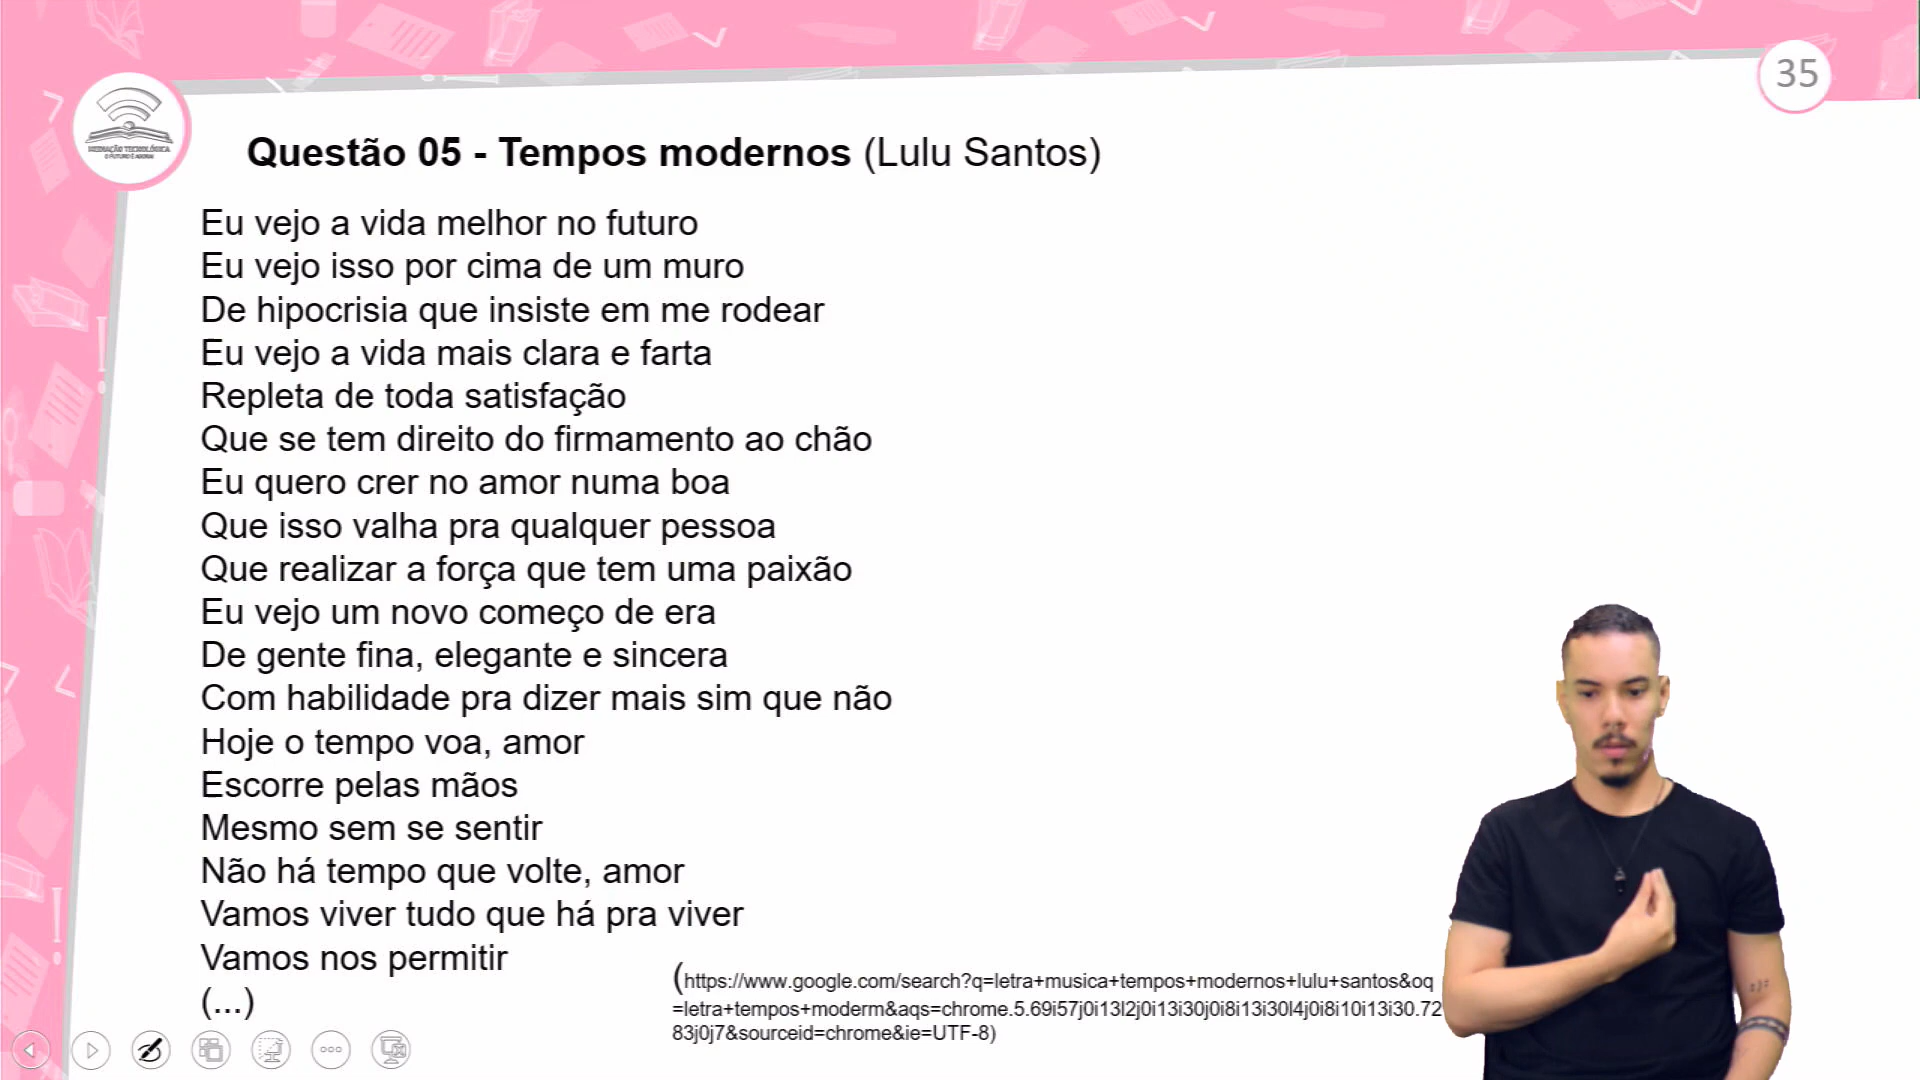 35
MEDIAÇÃO TECNOLÓGICA
O FUTURO É AGORA!
Questão 05 - Tempos modernos (Lulu Santos)
Eu vejo a vida melhor no futuro
Eu vejo isso por cima de um muro
De hipocrisia que insiste em me rodear
Eu vejo a vida mais clara e farta
Repleta de toda satisfação
Que se tem direito do firmamento ao chão
Eu quero crer no amor numa boa
Que isso valha pra qualquer pessoa
Que realizar a força que tem uma paixão
Eu vejo um novo começo de era
De gente fina, elegante e sincera
Com habilidade pra dizer mais sim que não
Hoje o tempo voa, amor
Escorre pelas mãos
Mesmo sem se sentir
Não há tempo que volte, amor
Vamos viver tudo que há pra viver
Vamos nos permitir
(...)
(https://www.google.com/search?q=letra+musica+tempos+modernos+lulu+santos&oq
=letra+tempos+moderm&aqs=chrome.5.69i57j0i13l2j0i13i30j0i8i13i30l4j0i8i10i13i30.72
83j0j7&sourceid=chrome&ie=UTF-8)